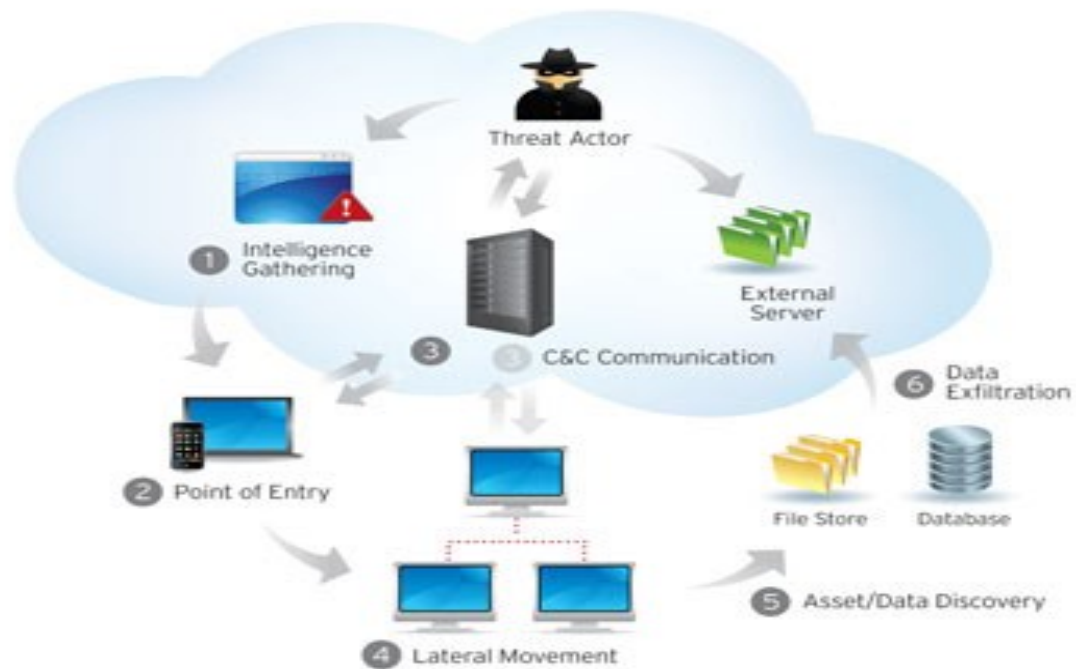 Threat Actor
1 Intelligence
Gathering
External
Server
3 3 C&C Communication
6 Data
Exfiltration
2 Point of Entry
File Store Database
5 Asset/Data Discovery
4 Lateral Movement